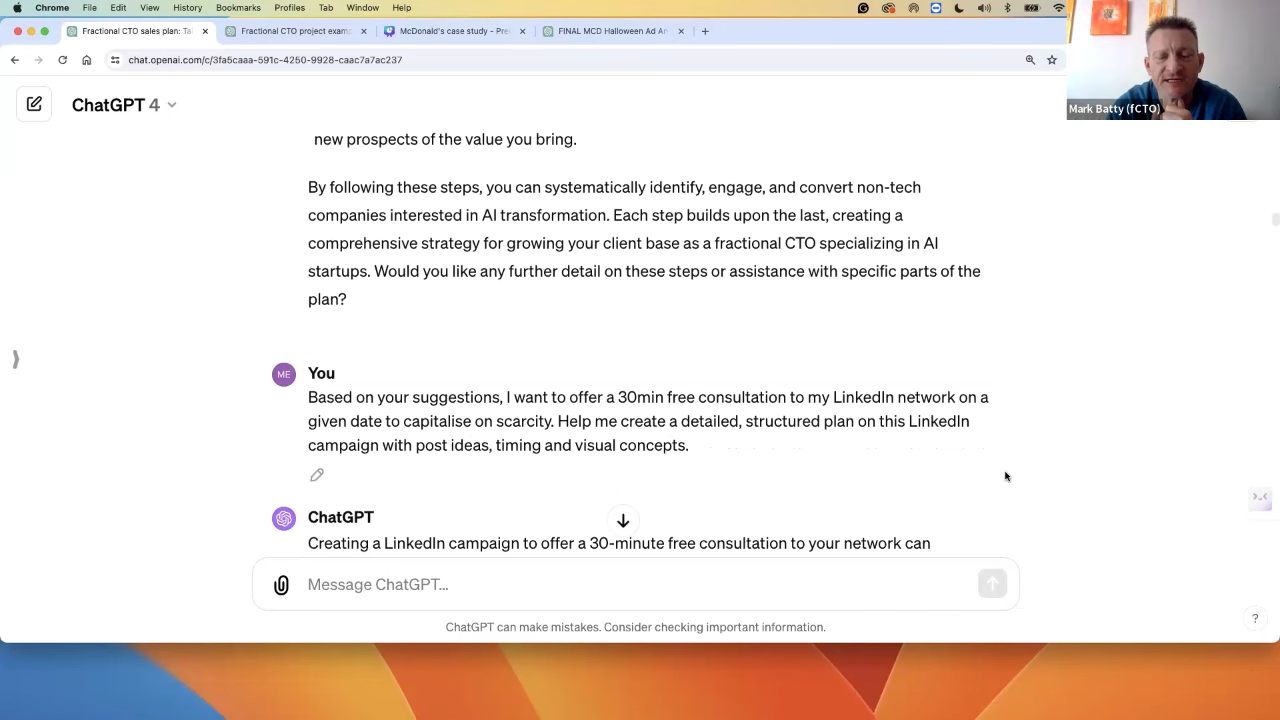 Chrome File Edit View History Bookmarks Profiles Tab Window Help
Fractional CTO sales plan: Ta
Fractional CTO project exam
McDonald's case study - Pre
FINAL MCD Halloween Ad An
chat.openai.com/c/3fa5caaa-591c-4250-9928-caac7a7ac237
Mark Batty (fCTO)
ChatGPT 4
new prospects of the value you bring.
By following these steps, you can systematically identify, engage, and convert non-tech
companies interested in AI transformation. Each step builds upon the last, creating a
comprehensive strategy for growing your client base as a fractional CTO specializing in AI
startups. Would you like any further detail on these steps or assistance with specific parts of the
plan?
ME
You
Based on your suggestions, I want to offer a 30min free consultation to my LinkedIn network on a
given date to capitalise on scarcity. Help me create a detailed, structured plan on this LinkedIn
campaign with post ideas, timing and visual concepts.
ChatGPT
Creating a LinkedIn campaign to offer a 30-minute free consultation to your network can
Message ChatGPT...
ChatGPT can make mistakes. Consider checking important information.
?